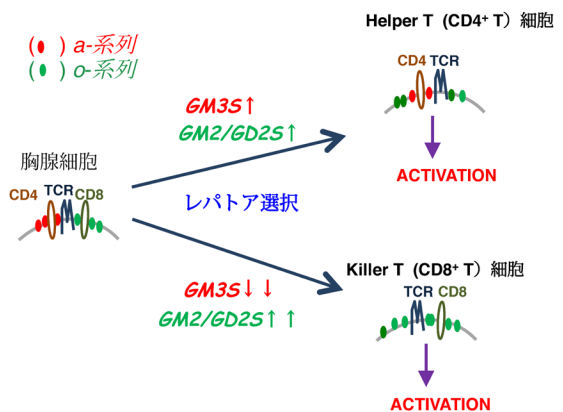 Helper T (CD4⁺ T）細胞
( ) a-系列
( ) o-系列
CD4 TCR
GM3S↑
GM2/GD2S↑
胸腺細胞
ACTIVATION
CD4 TCR CD8
レパトア選択
Killer T (CD8⁺ T）細胞
GM3S↓↓
TCR CD8
GM2/GD2S↑↑
ACTIVATION